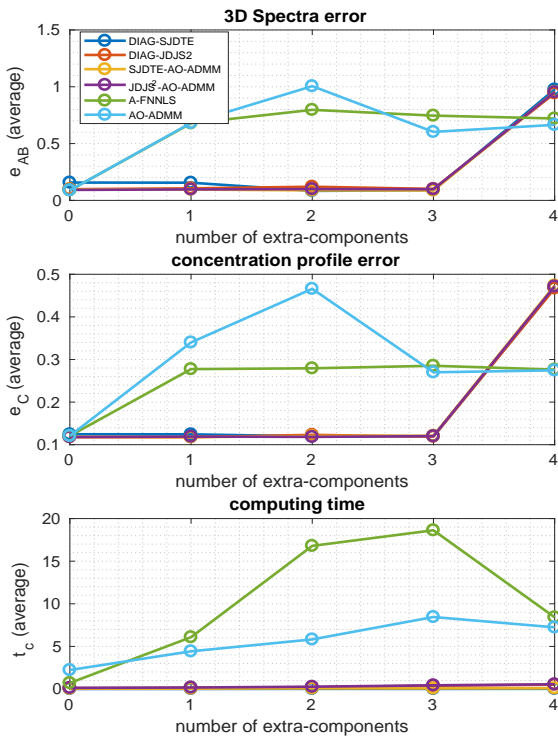 3D Spectra error
1.5
1
0.5
0
e_AB (average)
DIAG-SJDTE
DIAG-JDJS2
SJDTE-AO-ADMM
JDJS²-AO-ADMM
A-FNNLS
AO-ADMM
0 1 2 3 4
number of extra-components
concentration profile error
0.5
0.4
0.3
0.2
0.1
e_C (average)
0 1 2 3 4
number of extra-components
computing time
20
15
10
5
0
t_c (average)
0 1 2 3 4
number of extra-components